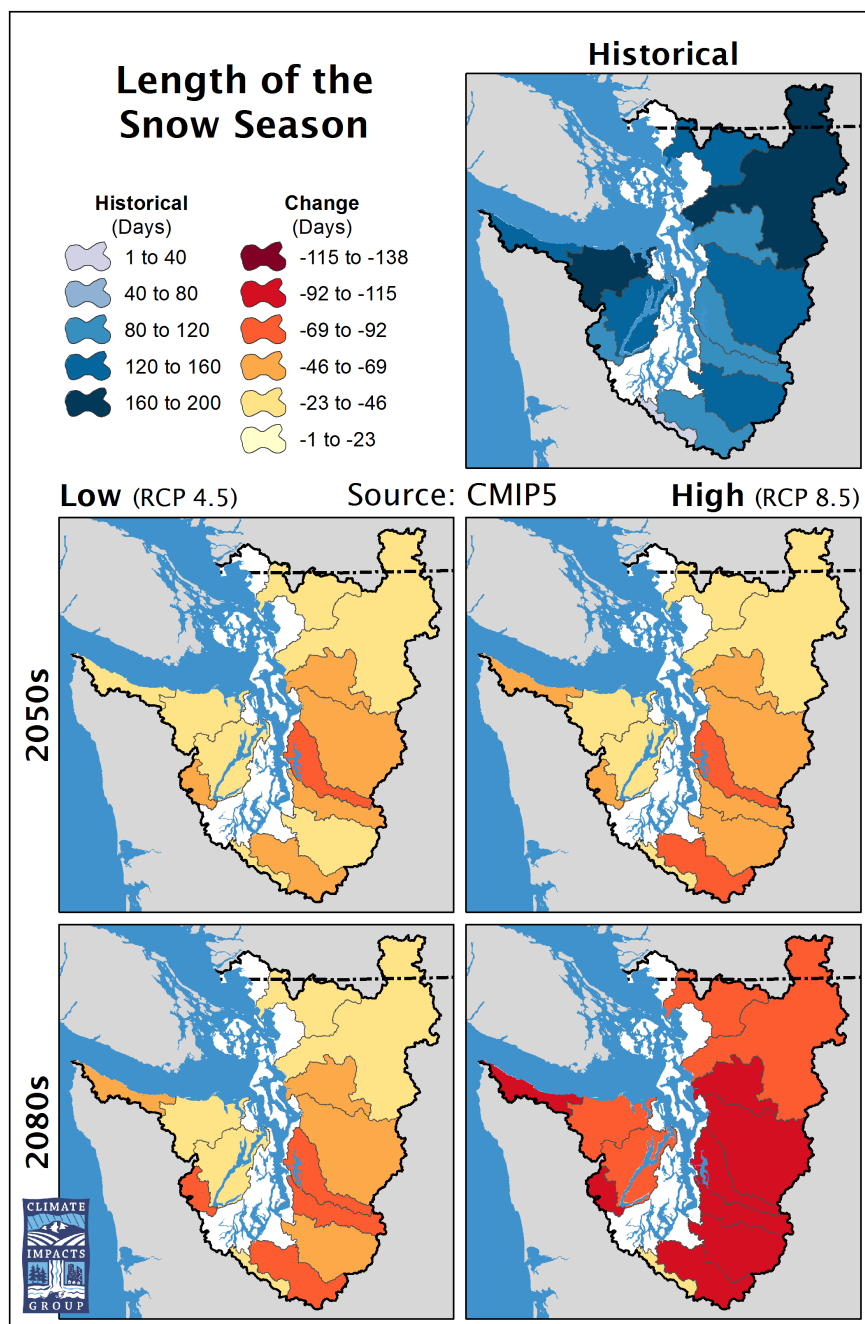 Length of the
Snow Season
Historical
Historical
(Days)
1 to 40
40 to 80
80 to 120
120 to 160
160 to 200
Change
(Days)
-115 to -138
-92 to -115
-69 to -92
-46 to -69
-23 to -46
-1 to -23
Low (RCP 4.5) Source: CMIP5 High (RCP 8.5)
2050s
2080s
CLIMATE
IMPACTS
GROUP